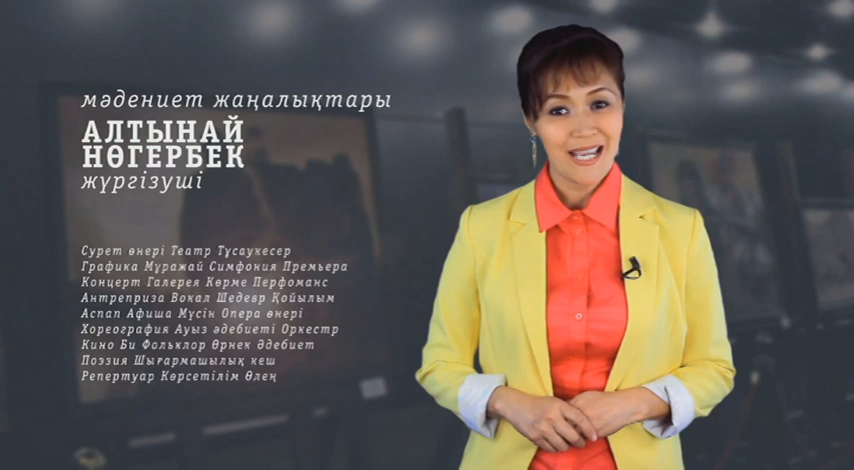 мәдениет жаңалықтары
АЛТЫНАЙ
НӨГЕРБЕК
жүргізуші
Сурет өнері Театр Тұсаукесер
Графика Мұражай Симфония Премьера
Концерт Галерея Көрме Перфоманс
Антреприза Вокал Шедевр Қойылым
Аспап Афиша Мүсін Опера өнері
Хореография Ауыз әдебиеті Оркестр
Кино Би Фольклор Өрнек Әдебиет
Поэзия Шығармашылық кеш
Репертуар Көрсетілім Өлең